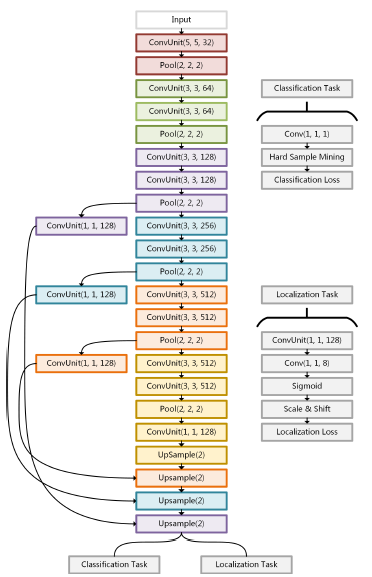 Input
ConvUnit(5, 5, 32)
Pool(2, 2, 2)
ConvUnit(3, 3, 64)
ConvUnit(3, 3, 64)
Pool(2, 2, 2)
ConvUnit(3, 3, 128)
ConvUnit(3, 3, 128)
Pool(2, 2, 2)
ConvUnit(1, 1, 128)
ConvUnit(3, 3, 256)
ConvUnit(3, 3, 256)
Pool(2, 2, 2)
ConvUnit(1, 1, 128)
ConvUnit(3, 3, 512)
ConvUnit(3, 3, 512)
Pool(2, 2, 2)
ConvUnit(1, 1, 128)
ConvUnit(3, 3, 512)
ConvUnit(3, 3, 512)
Pool(2, 2, 2)
ConvUnit(1, 1, 128)
UpSample(2)
Upsample(2)
Upsample(2)
Upsample(2)
Classification Task
Localization Task
Classification Task
Conv(1, 1, 1)
Hard Sample Mining
Classification Loss
Localization Task
ConvUnit(1, 1, 128)
Conv(1, 1, 8)
Sigmoid
Scale & Shift
Localization Loss